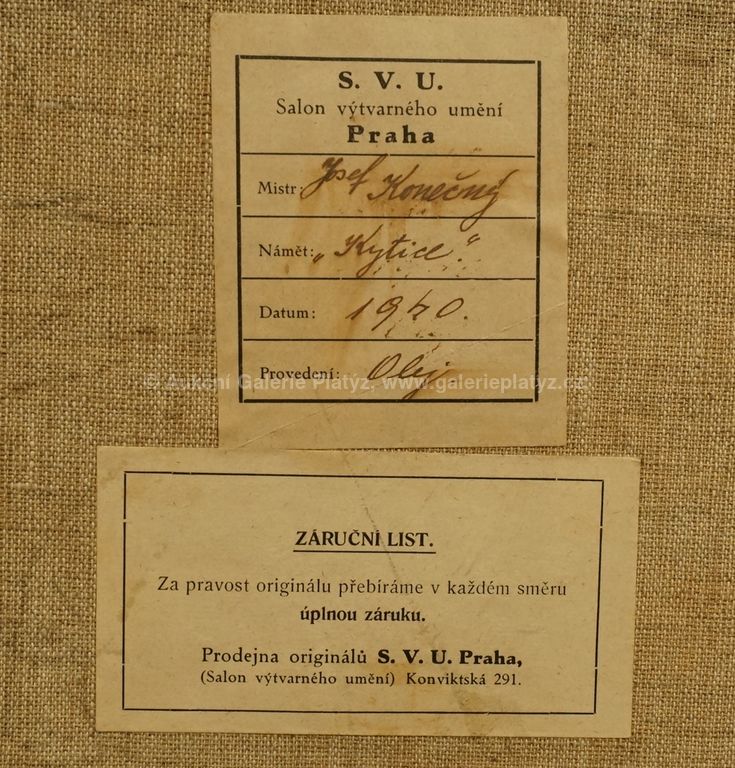 S. V. U.
Salon výtvarného umění
Praha
Mistr: Josef Konečný
Námět: „Kytice."
Datum: 1940.
Provedení: Olej
© Aukční Galerie Platýz, www.galerieplatyz.cz
ZÁRUČNÍ LIST.
Za pravost originálu přebíráme v každém směru
úplnou záruku.
Prodejna originálů S. V. U. Praha,
(Salon výtvarného umění) Konviktská 291.